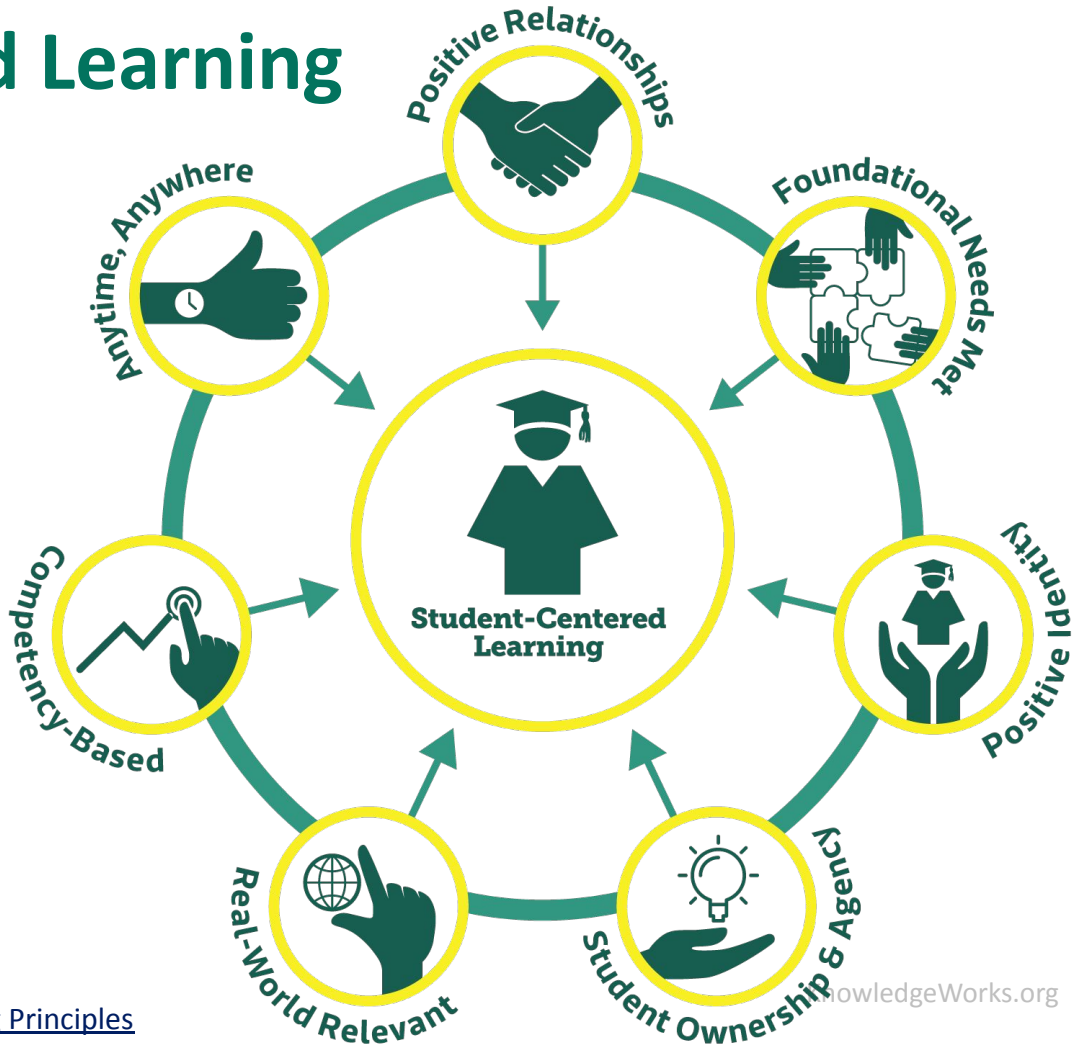 d Learning
Positive Relationships
Foundational Needs Met
Positive Identity
Student Ownership & Agency
Real-World Relevant
Competency-Based
Anytime, Anywhere
Student-Centered
Learning
KnowledgeWorks.org
Principles